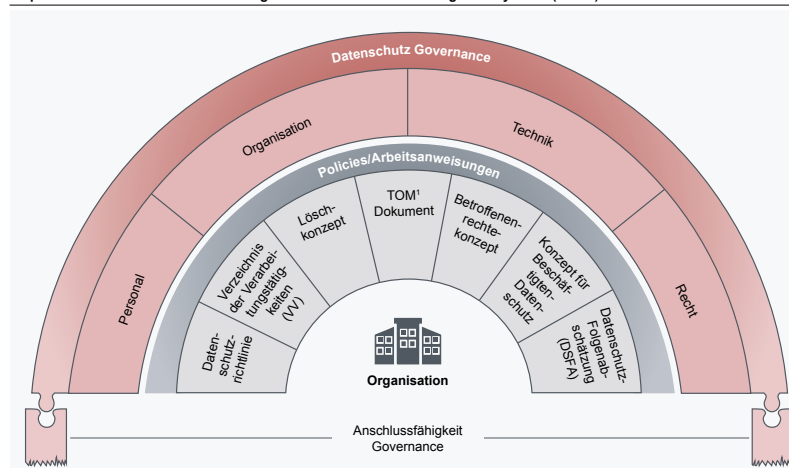 Datenschutz Governance
Organisation
Technik
Personal
Recht
Policies/Arbeitsanweisungen
Daten-
schutz-
richtlinie
Verzeichnis
der Verarbei-
tungstätig-
keiten
(VV)
Lösch-
konzept
TOM¹
Dokument
Betroffenen-
rechte-
konzept
Konzept für
Beschäf-
tigten-
Daten-
schutz
Datenschutz-
Folgenab-
schätzung
(DSFA)
Organisation
Anschlussfähigkeit
Governance